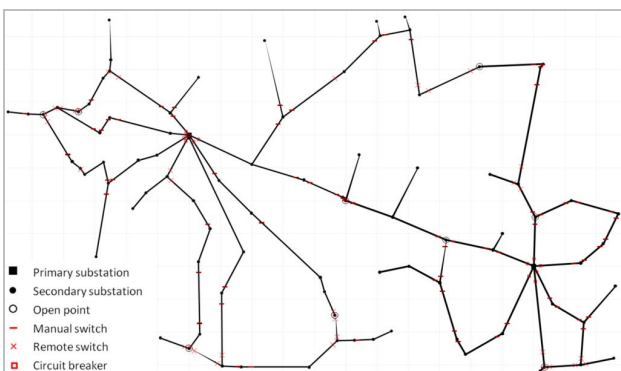 Primary substation
Secondary substation
Open point
Manual switch
Remote switch
Circuit breaker